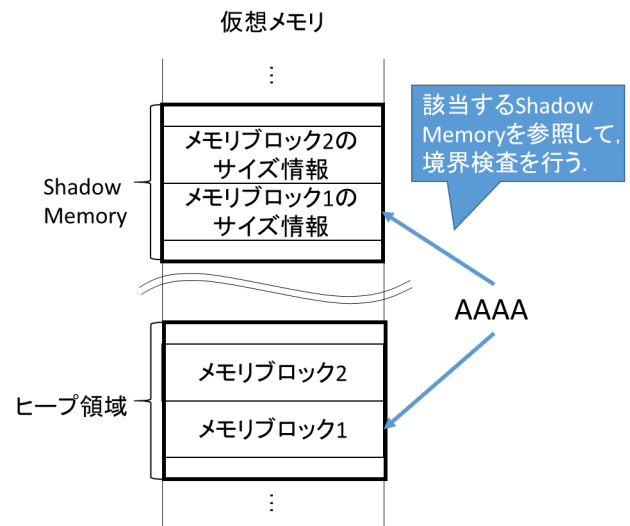 仮想メモリ
⋮
該当するShadow
Memoryを参照して,
境界検査を行う.
メモリブロック2の
サイズ情報
メモリブロック1の
サイズ情報
Shadow
Memory
AAAA
メモリブロック2
メモリブロック1
ヒープ領域
⋮